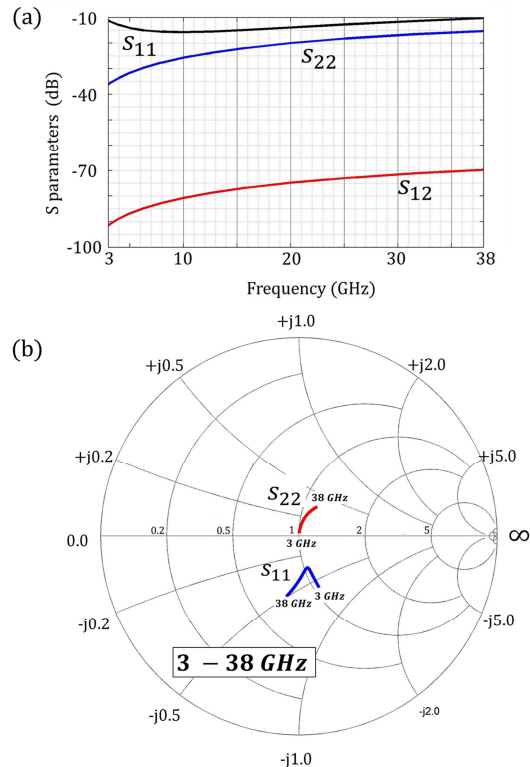 (a)
-10
S11
S22
-40
S parameters (dB)
-70
S12
-100
3 10 20 30 38
Frequency (GHz)
(b)
+j1.0
+j0.5 +j2.0
+j0.2 +j5.0
S22 38 GHz
0.0 0.2 0.5 1 2 5 ∞
3 GHz
S11
38 GHz 3 GHz
-j0.2 -j5.0
3 – 38 GHz
-j0.5 -j2.0
-j1.0